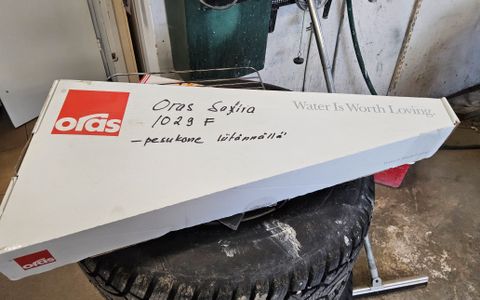 oras
Oras Safira
1029 F
- pesukone liitännällä
Water Is Worth Loving.
oras